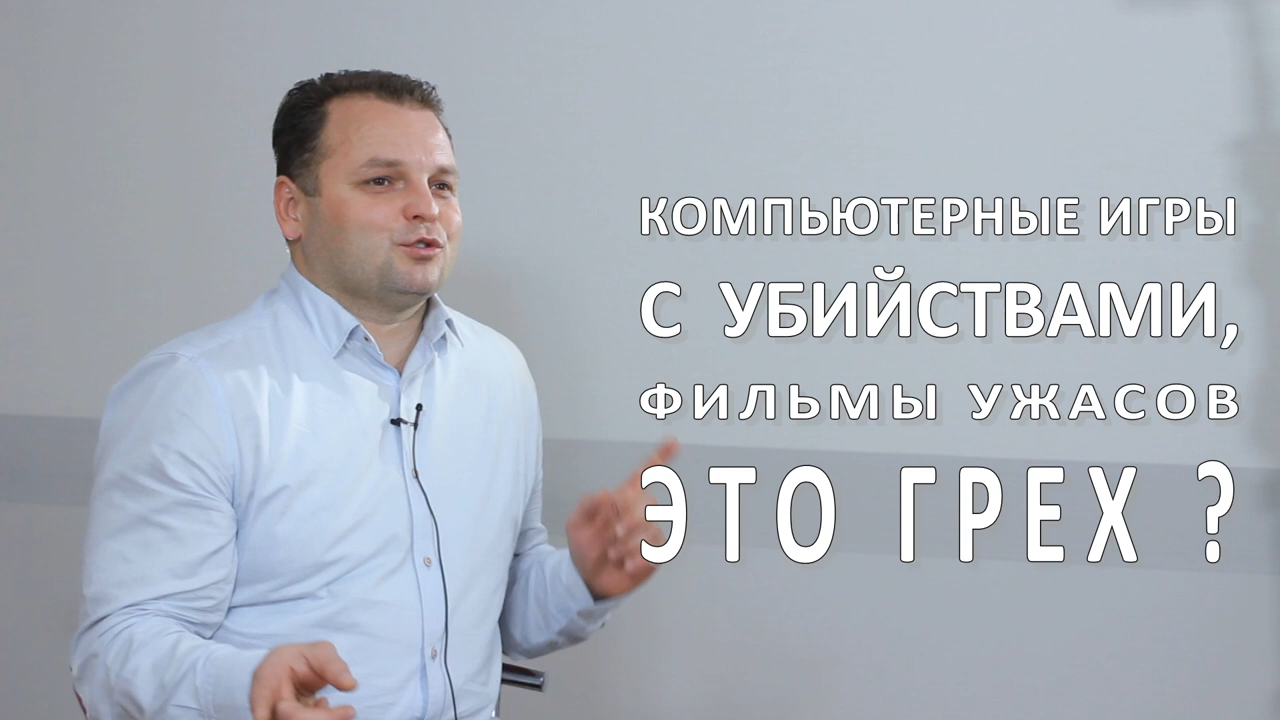 КОМПЬЮТЕРНЫЕ ИГРЫ
С УБИЙСТВАМИ,
ФИЛЬМЫ УЖАСОВ
ЭТО ГРЕХ ?